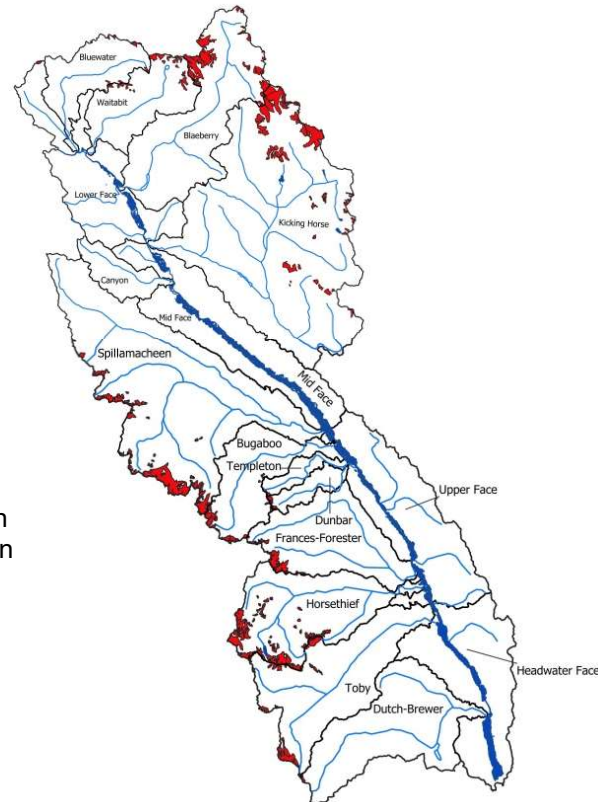 Bluewater
Waitabit
Blaeberry
Lower Face
Kicking Horse
Canyon
Mid Face
Spillamacheen
Mid Face
Bugaboo
Templeton
Upper Face
Dunbar
n
Frances-Forester
n
Horsethief
Headwater Face
Toby
Dutch-Brewer